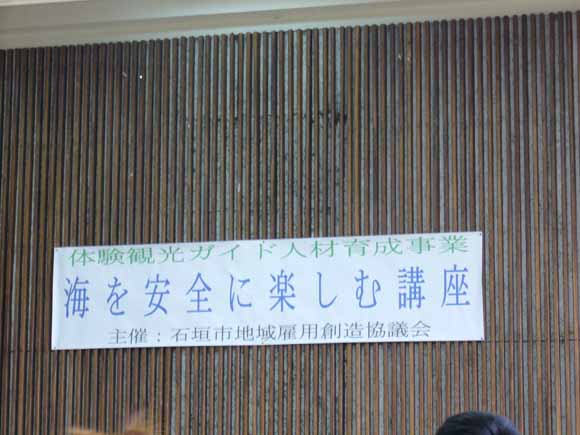 体験観光ガイド人材育成事業
海を安全に楽しむ講座
主催：石垣市地域雇用創造協議会